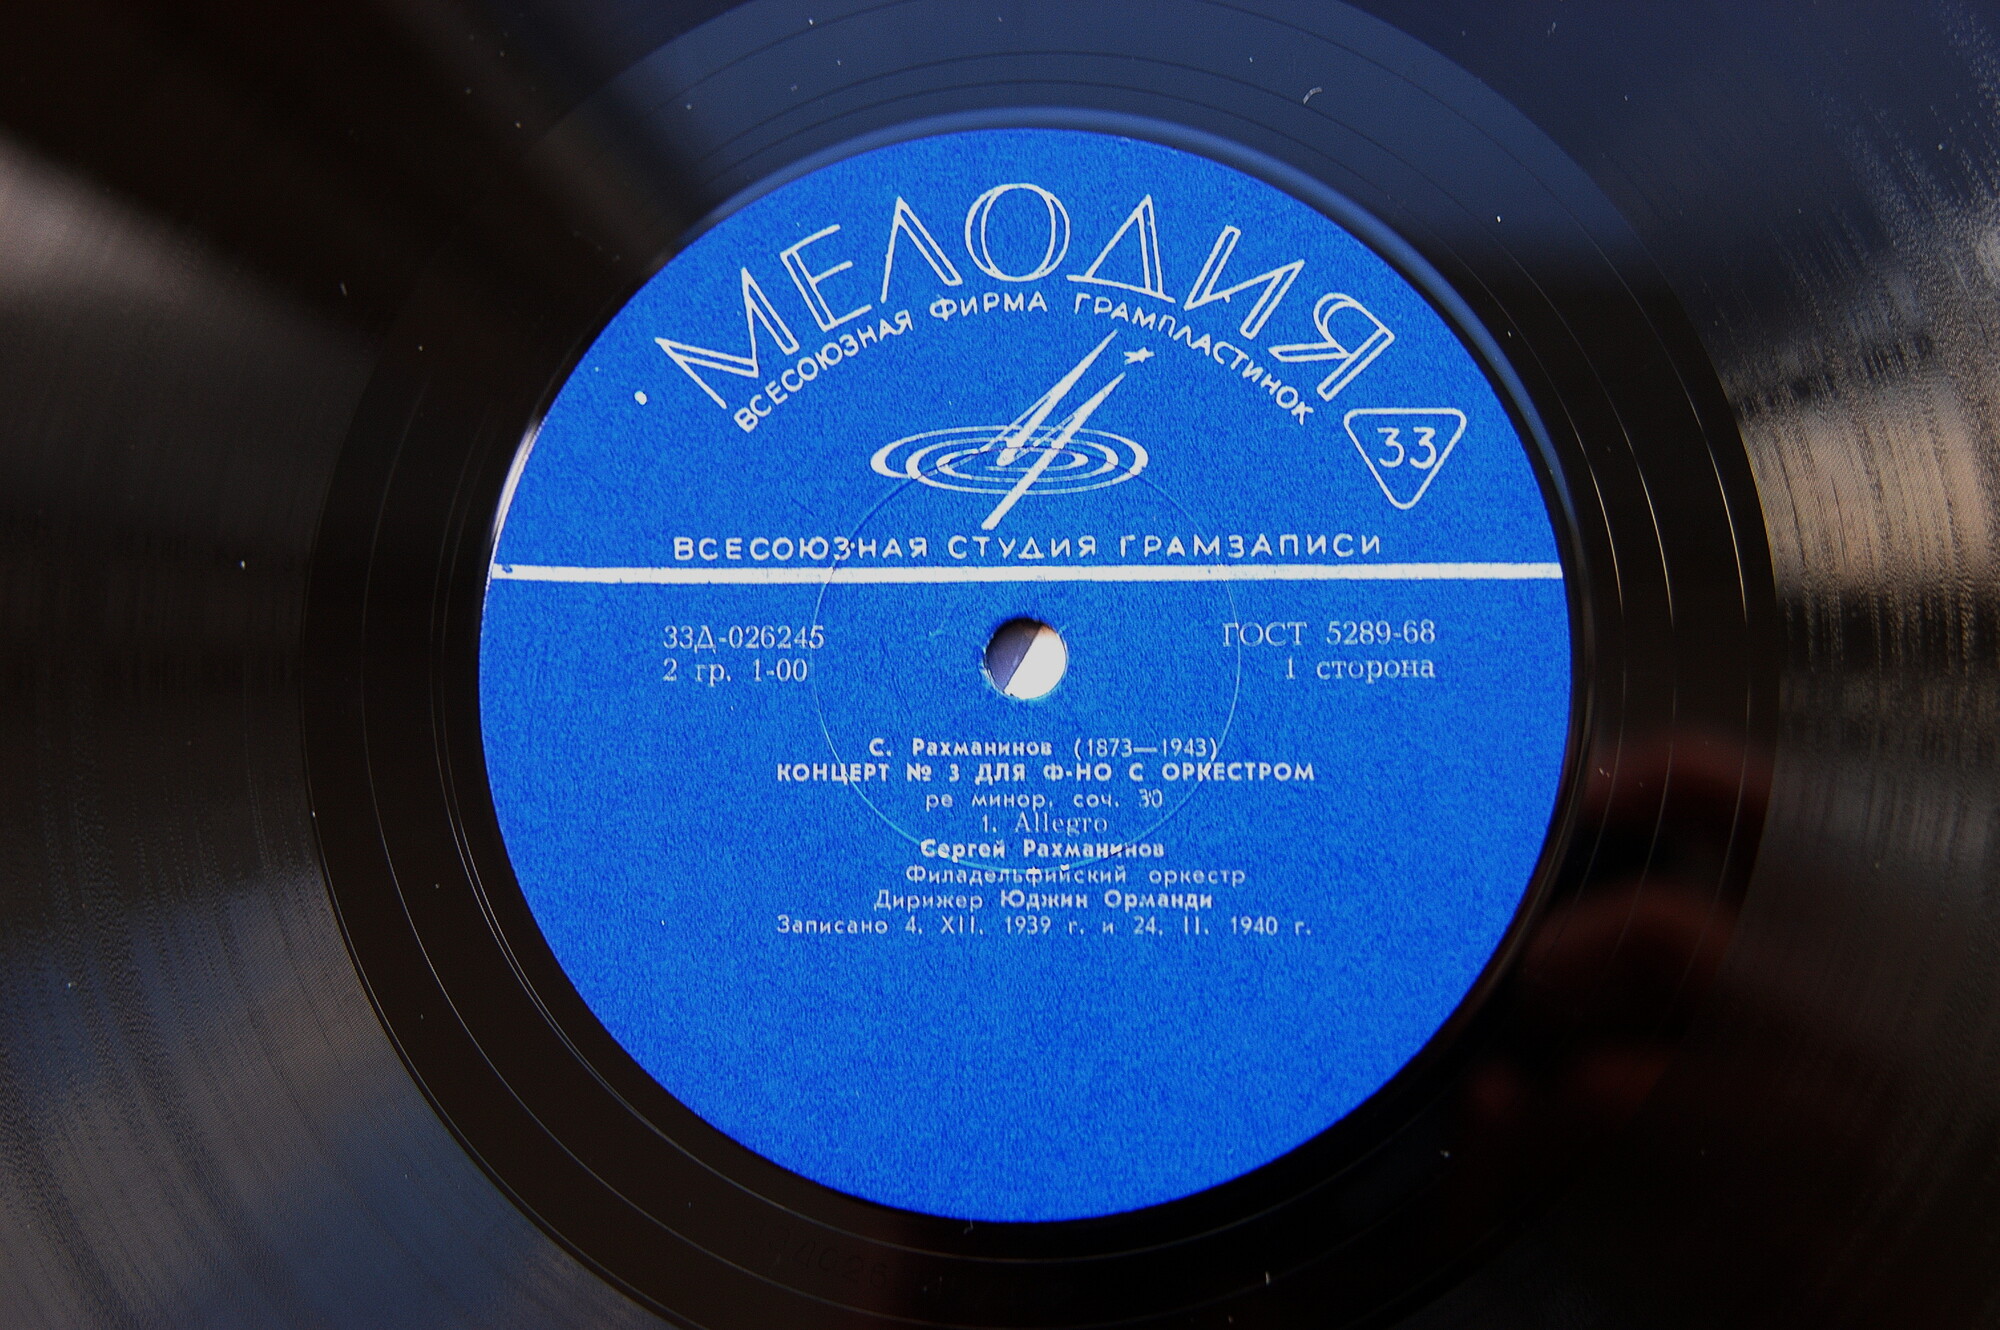 МЕЛОДИЯ
ВСЕСОЮЗНАЯ ФИРМА ГРАМПЛАСТИНОК
33
ВСЕСОЮЗНАЯ СТУДИЯ ГРАМЗАПИСИ
33Д-026245
2 гр. 1-00
ГОСТ 5289-68
1 сторона
С. Рахманинов (1873—1943)
КОНЦЕРТ № 3 ДЛЯ Ф-НО С ОРКЕСТРОМ
ре минор, соч. 30
1. Allegro
Сергей Рахманинов
Филадельфийский оркестр
Дирижер Юджин Орманди
Записано 4. XII. 1939 г. и 24. II. 1940 г.